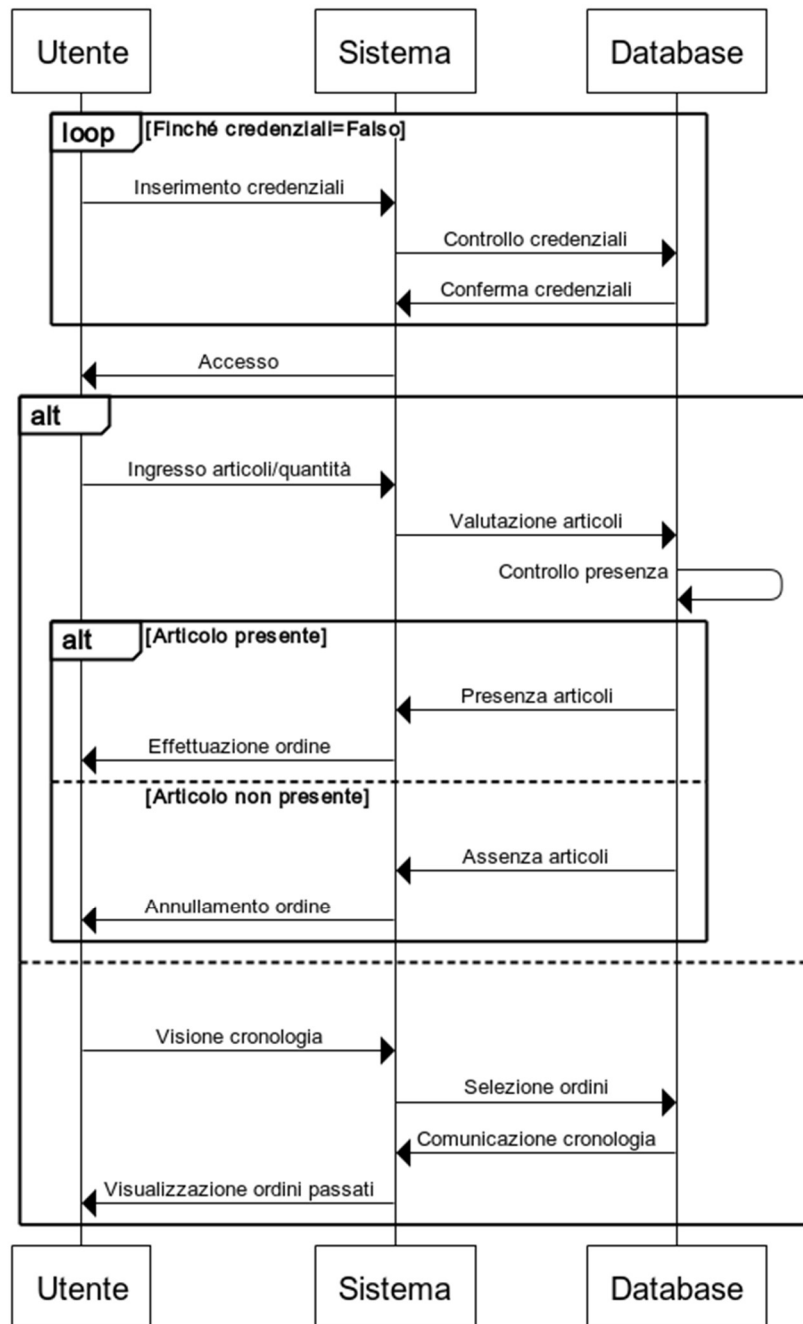 Utente
Sistema
Database
loop
[Finché credenziali=Falso]
Inserimento credenziali
Controllo credenziali
Conferma credenziali
Accesso
alt
Ingresso articoli/quantità
Valutazione articoli
Controllo presenza
alt
[Articolo presente]
Presenza articoli
Effettuazione ordine
[Articolo non presente]
Assenza articoli
Annullamento ordine
Visione cronologia
Selezione ordini
Comunicazione cronologia
Visualizzazione ordini passati
Utente
Sistema
Database